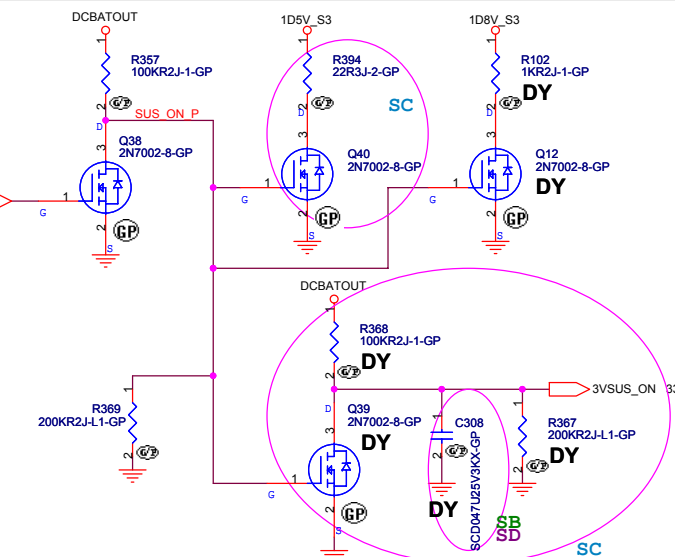 DCBATOUT
1D5V_S3
1D8V_S3
1
1
1
R357
100KR2J-1-GP
R394
22R3J-2-GP
R102
1KR2J-1-GP
DY
2
G/P
2
G/P
2
G/P
SC
D
SUS_ON_P
D
D
3
Q38
2N7002-8-GP
3
Q40
2N7002-8-GP
3
Q12
2N7002-8-GP
DY
1
G
1
G
1
G
2
GP
S
2
GP
S
2
GP
S
DCBATOUT
1
R368
100KR2J-1-GP
DY
2
G/P
3VSUS_ON
33
1
R369
200KR2J-L1-GP
2
G/P
D
Q39
2N7002-8-GP
3
DY
1
G
2
GP
S
1
C308
SCD047U25V3KX-GP
2
G/P
DY
1
R367
200KR2J-L1-GP
DY
2
G/P
SB
SD
SC